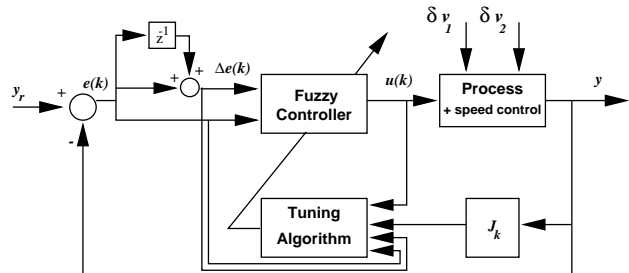 δ v₁ δ v₂
z⁻¹
e(k)
+
+
Δe(k)
u(k)
y
yᵣ
+
-
Fuzzy
Controller
Process
+ speed control
Tuning
Algorithm
Jₖ